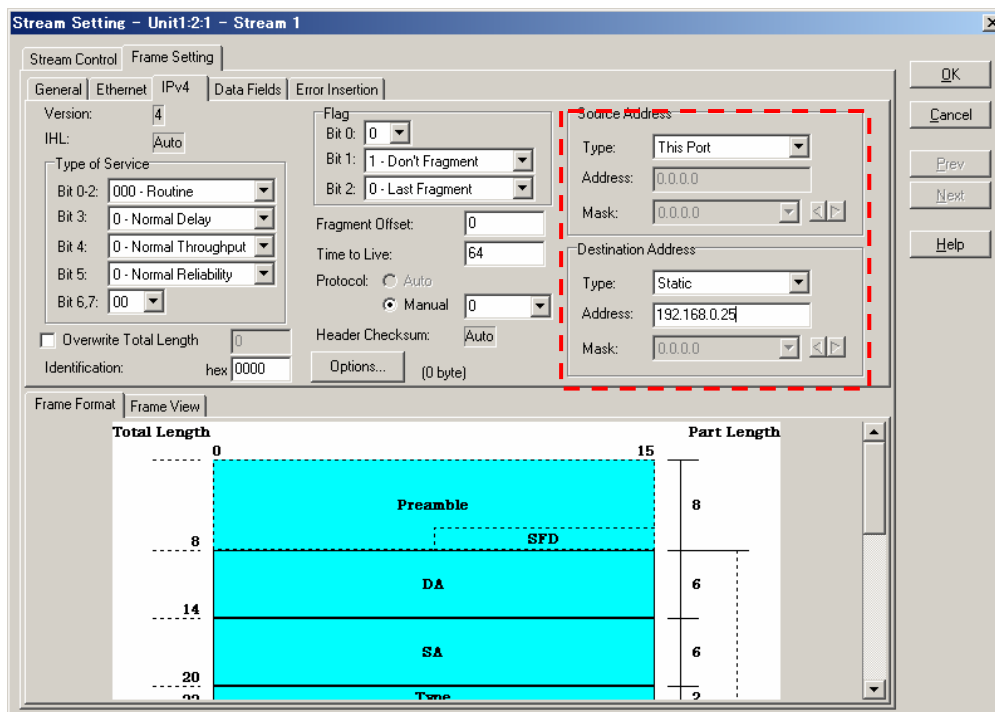 Stream Setting - Unit1:2:1 - Stream 1
Stream Control Frame Setting
General Ethernet IPv4 Data Fields Error Insertion
Version: 4
IHL: Auto
Type of Service
Bit 0-2: 000 - Routine
Bit 3: 0 - Normal Delay
Bit 4: 0 - Normal Throughput
Bit 5: 0 - Normal Reliability
Bit 6,7: 00
Overwrite Total Length 0
Identification: hex 0000
Flag
Bit 0: 0
Bit 1: 1 - Don't Fragment
Bit 2: 0 - Last Fragment
Fragment Offset: 0
Time to Live: 64
Protocol: Auto
Manual 0
Header Checksum: Auto
Options... (0 byte)
Source Address
Type: This Port
Address: 0.0.0.0
Mask: 0.0.0.0
Destination Address
Type: Static
Address: 192.168.0.25
Mask: 0.0.0.0
OK
Cancel
Prev
Next
Help
Frame Format Frame View
Total Length Part Length
0 15
Preamble 8
SFD
8
DA 6
14
SA 6
20
Type 2
22